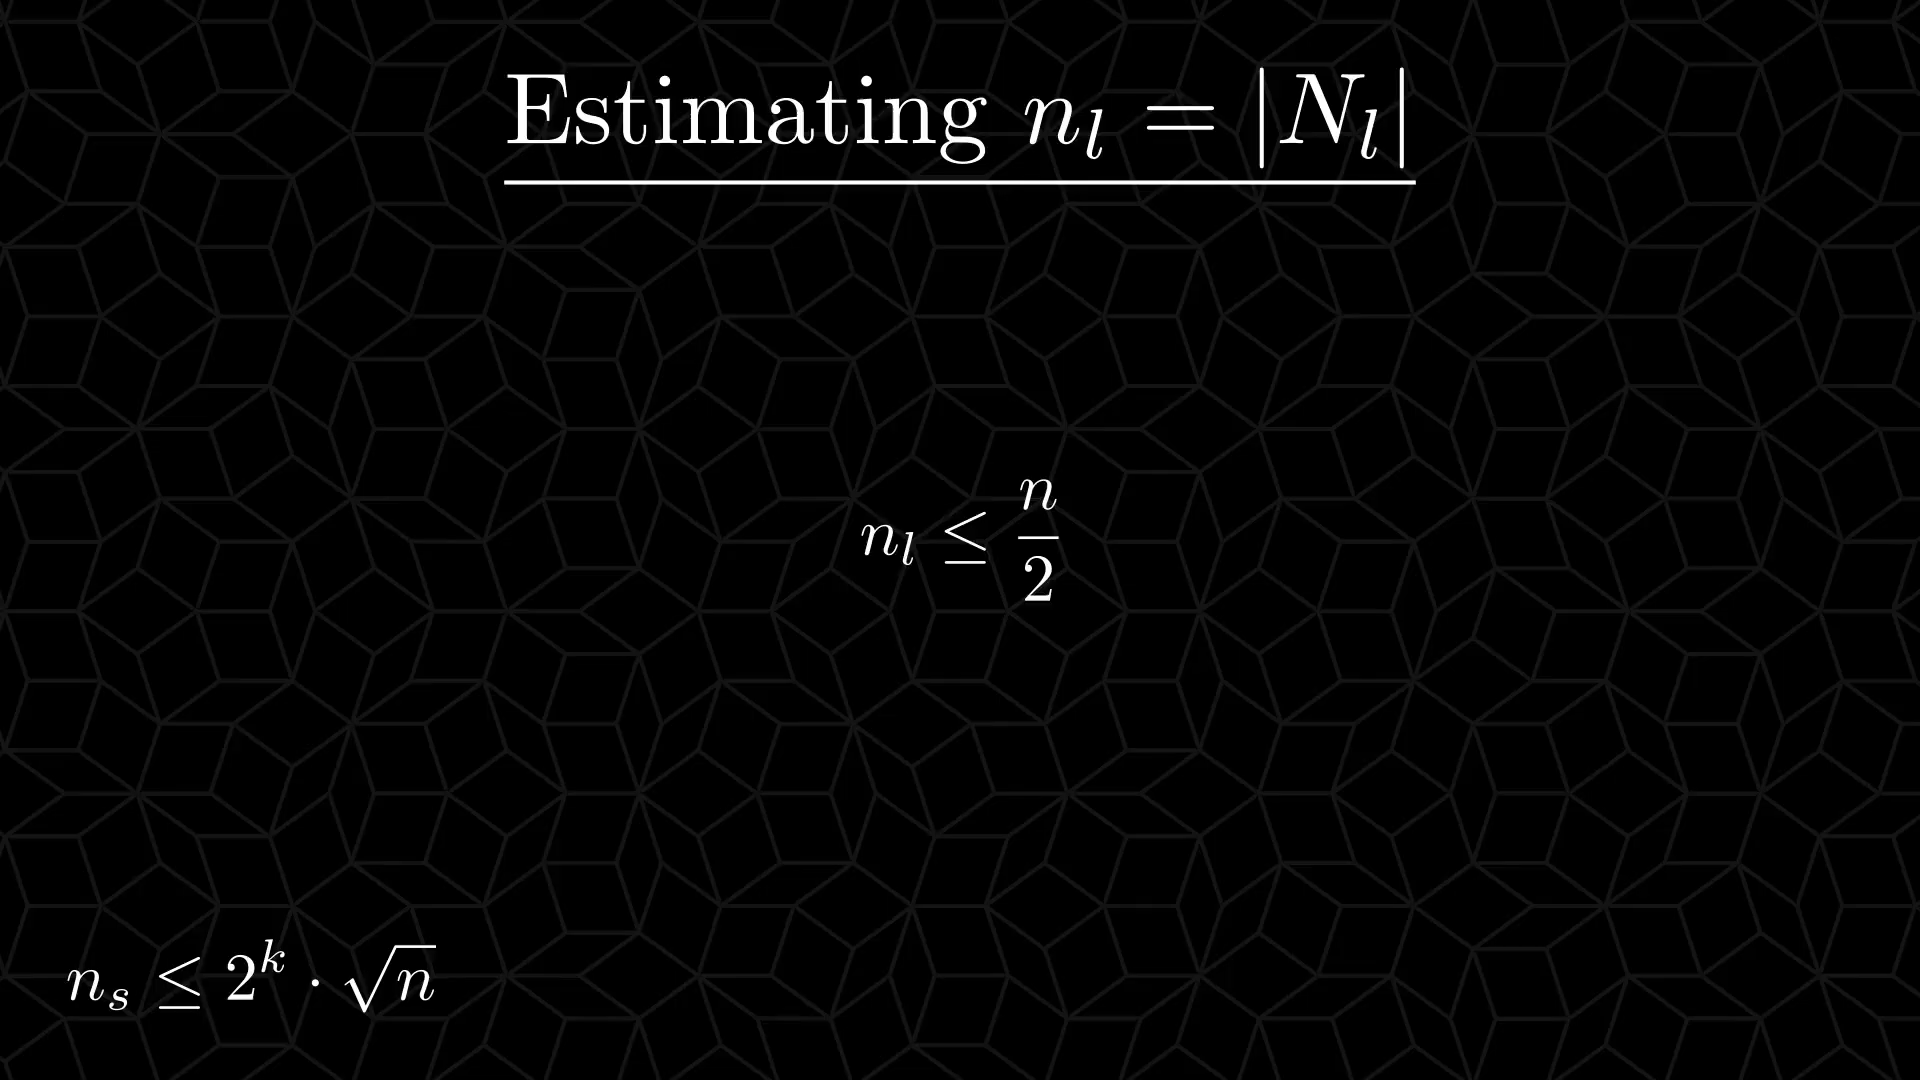 Estimating $n_l = |N_l|$
$n_l \leq \frac{n}{2}$
$n_s \leq 2^k \cdot \sqrt{n}$